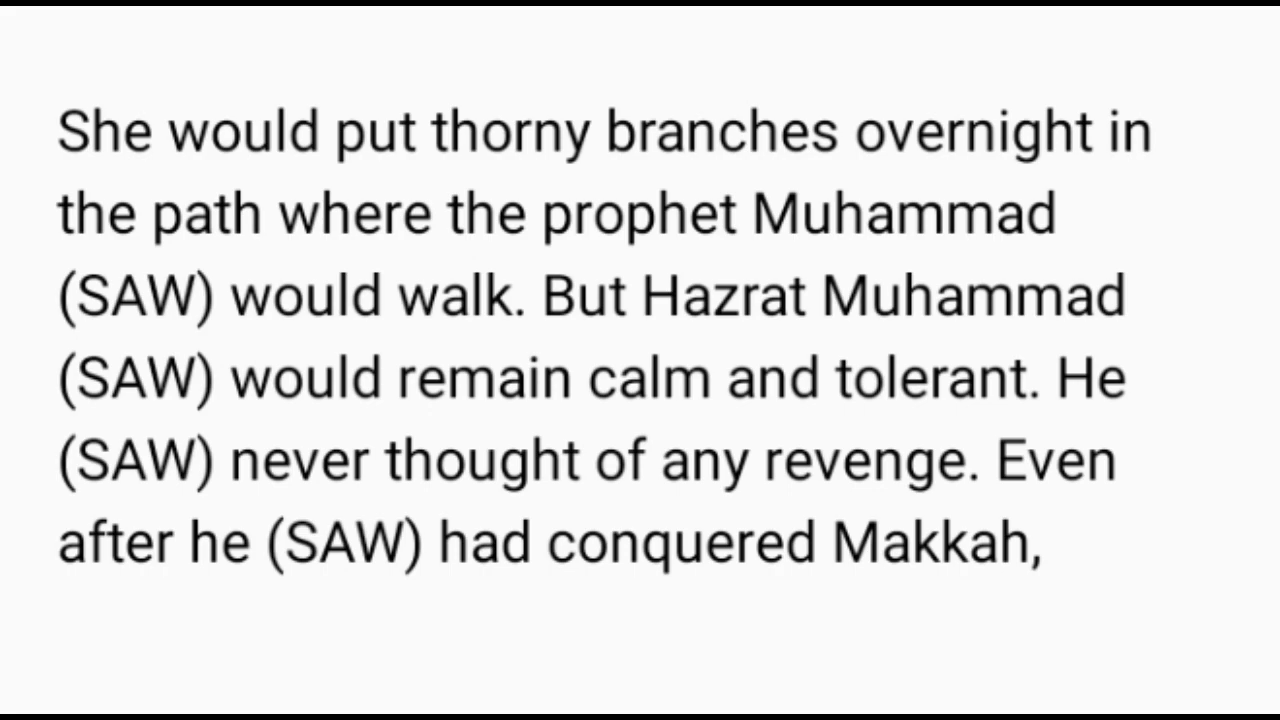 She would put thorny branches overnight in
the path where the prophet Muhammad
(SAW) would walk. But Hazrat Muhammad
(SAW) would remain calm and tolerant. He
(SAW) never thought of any revenge. Even
after he (SAW) had conquered Makkah,